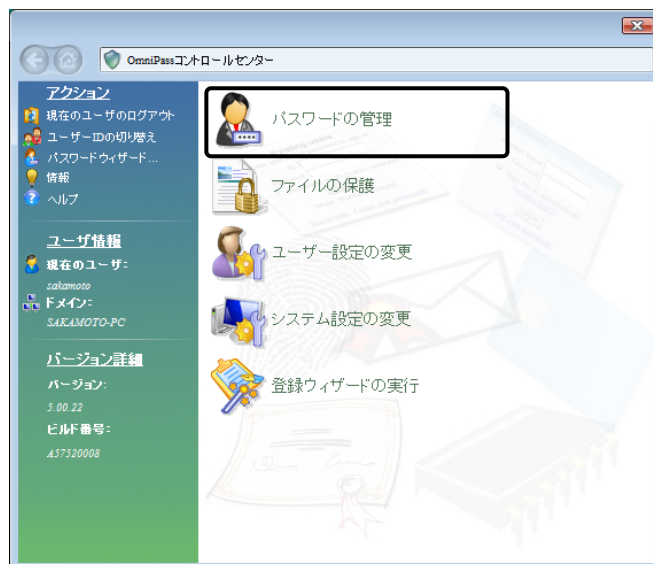 OmniPassコントロールセンター
アクション
現在のユーザのログアウト
ユーザーIDの切り替え
パスワードウィザード...
情報
ヘルプ
ユーザ情報
現在のユーザ:
sakamoto
ドメイン:
SAKAMOTO-PC
バージョン詳細
バージョン:
5.00.22
ビルド番号:
A57520008
パスワードの管理
ファイルの保護
ユーザー設定の変更
システム設定の変更
登録ウィザードの実行